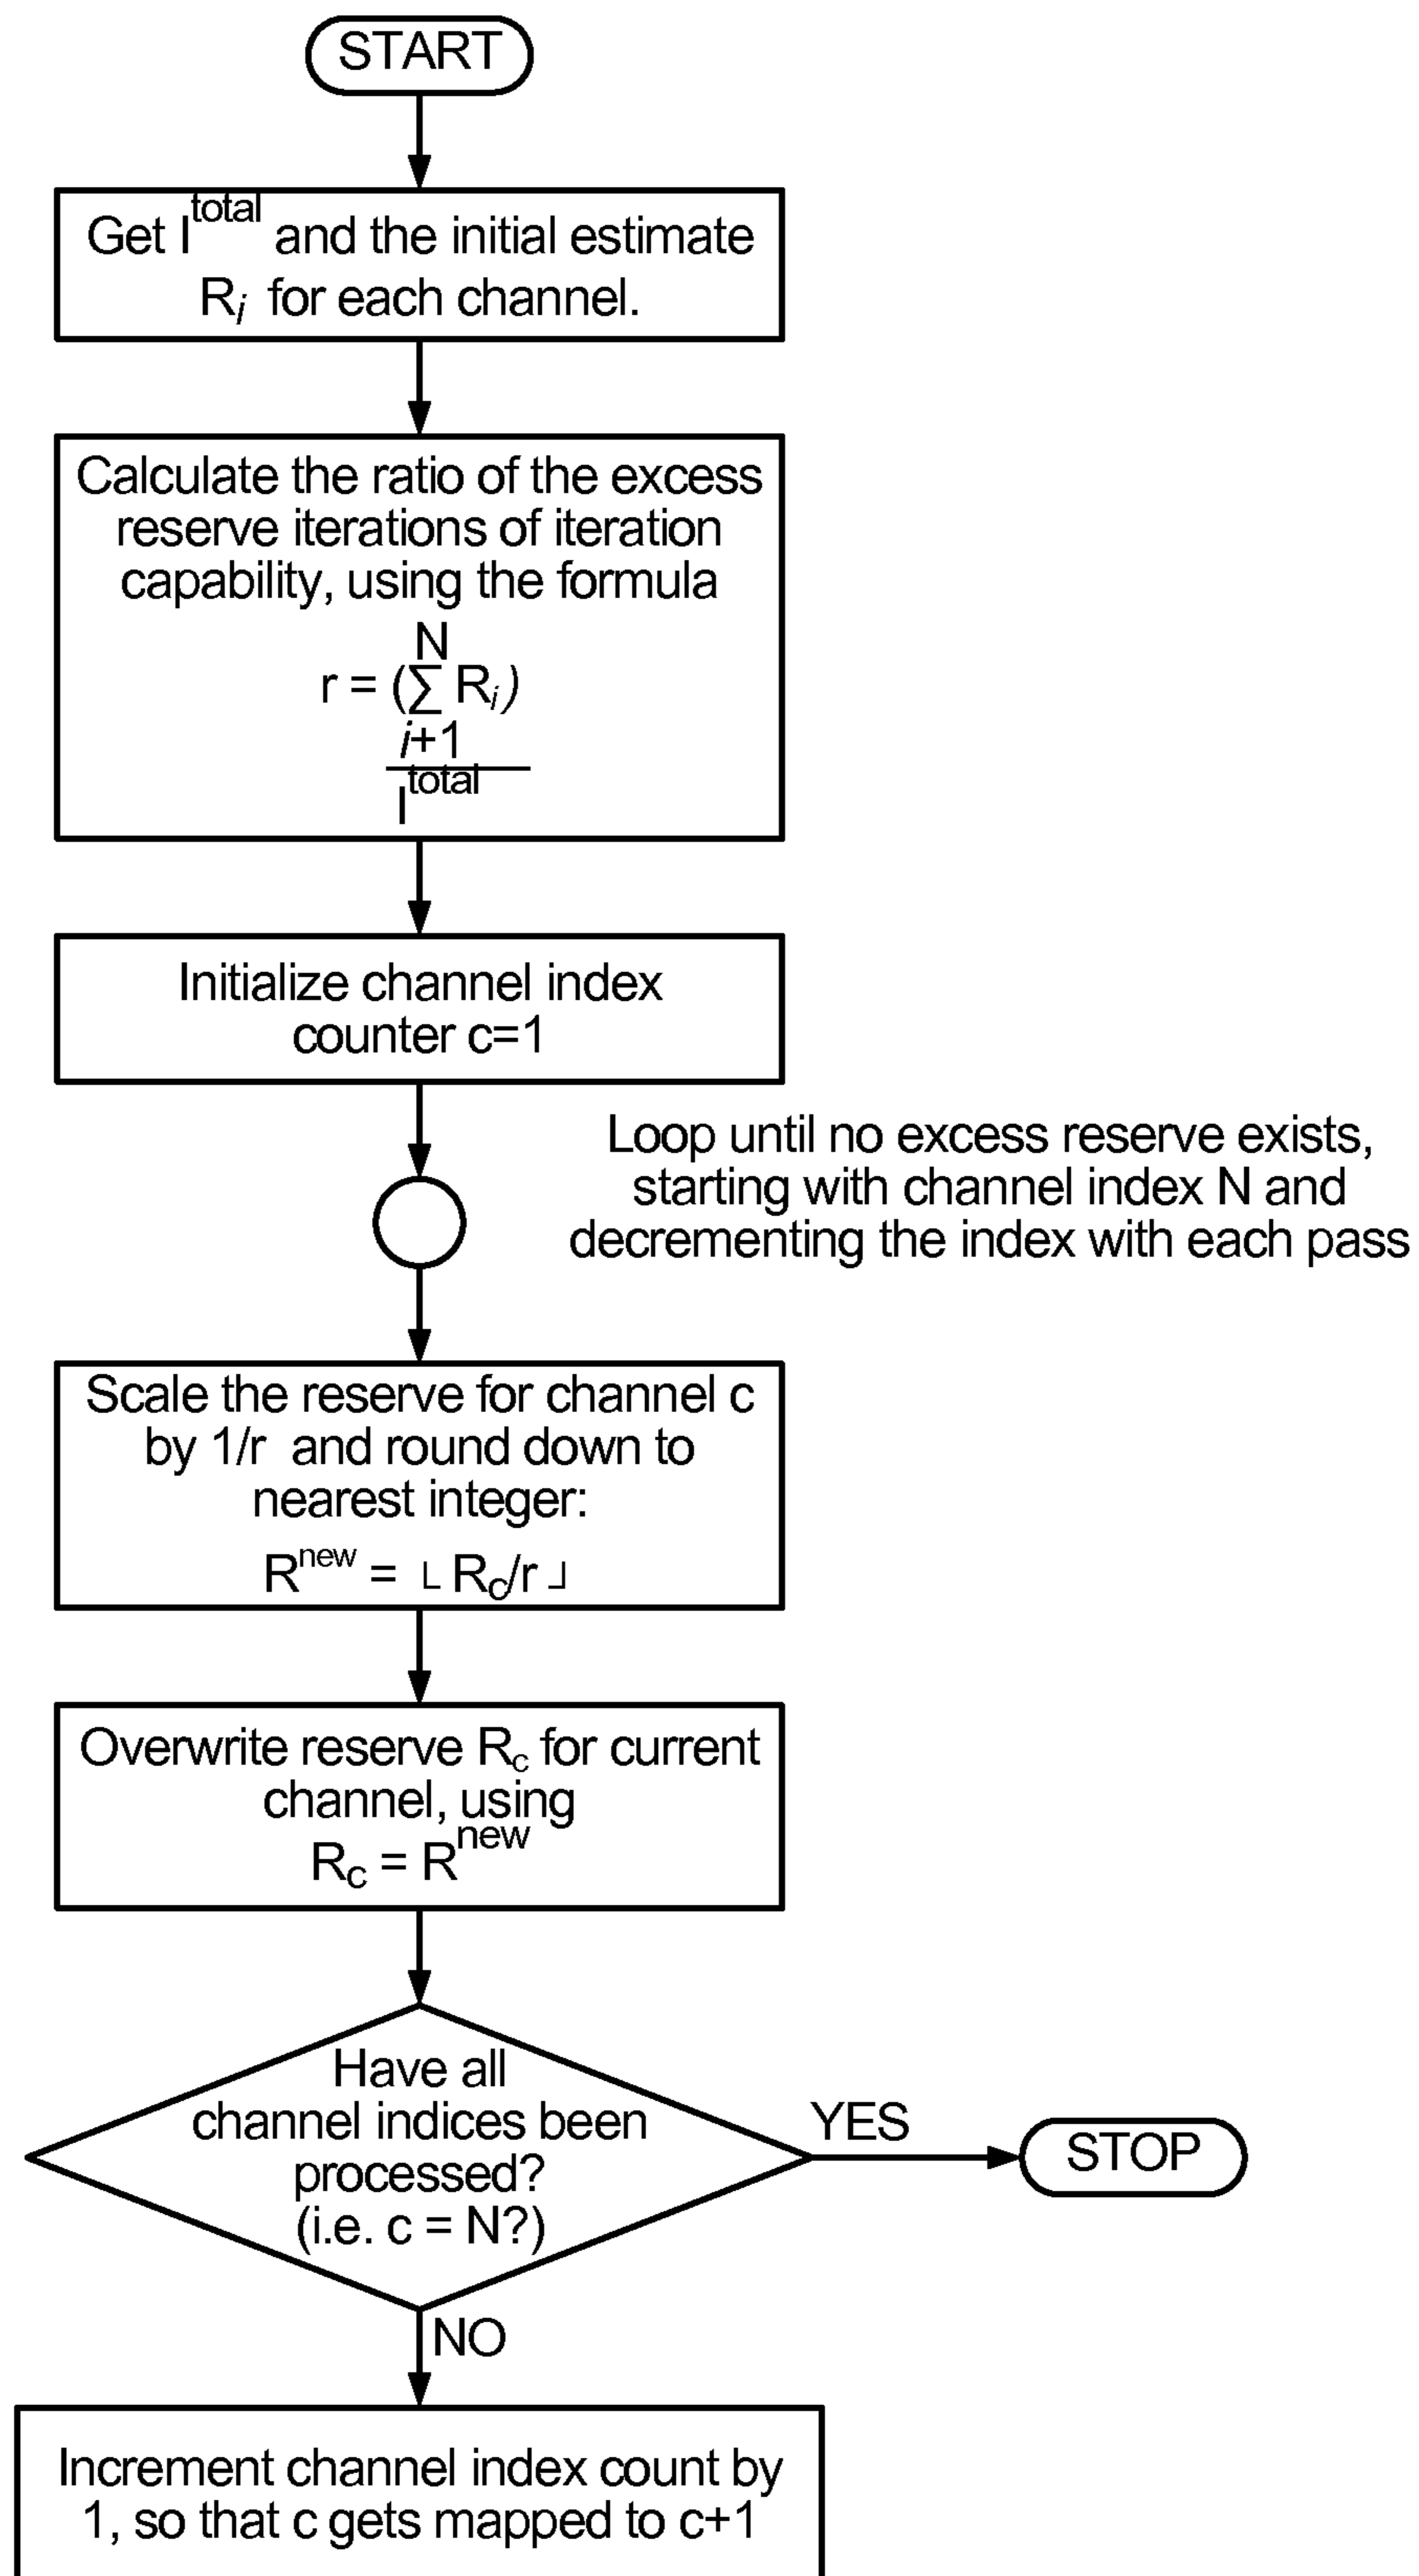 START
Get I^total and the initial estimate
R_i for each channel.
Calculate the ratio of the excess
reserve iterations of iteration
capability, using the formula
N
r = (∑ R_i)
i+1
I^total
Initialize channel index
counter c=1
Loop until no excess reserve exists,
starting with channel index N and
decrementing the index with each pass
Scale the reserve for channel c
by 1/r and round down to
nearest integer:
R^new = ⌊ R_c/r ⌋
Overwrite reserve R_c for current
channel, using
R_c = R^new
Have all
channel indices been
processed?
(i.e. c = N?)
YES
STOP
NO
Increment channel index count by
1, so that c gets mapped to c+1